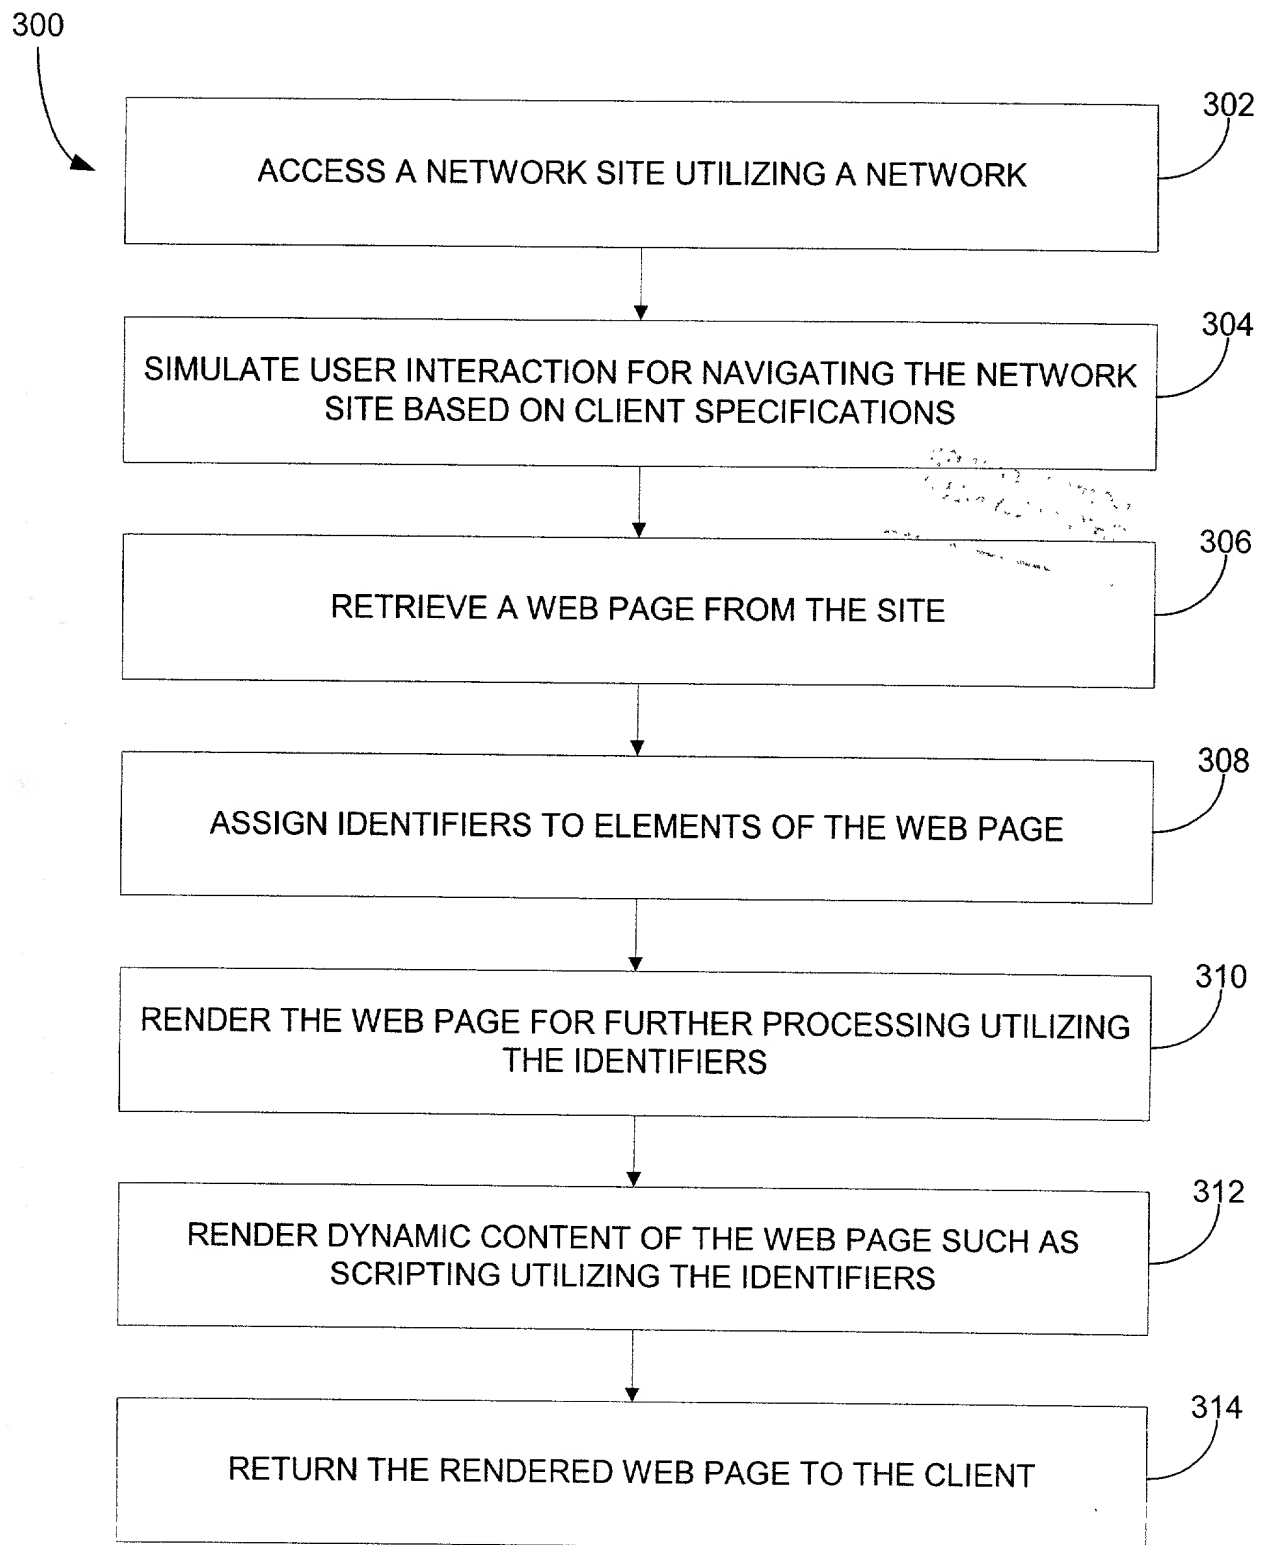 300
302
ACCESS A NETWORK SITE UTILIZING A NETWORK
304
SIMULATE USER INTERACTION FOR NAVIGATING THE NETWORK
SITE BASED ON CLIENT SPECIFICATIONS
306
RETRIEVE A WEB PAGE FROM THE SITE
308
ASSIGN IDENTIFIERS TO ELEMENTS OF THE WEB PAGE
310
RENDER THE WEB PAGE FOR FURTHER PROCESSING UTILIZING
THE IDENTIFIERS
312
RENDER DYNAMIC CONTENT OF THE WEB PAGE SUCH AS
SCRIPTING UTILIZING THE IDENTIFIERS
314
RETURN THE RENDERED WEB PAGE TO THE CLIENT